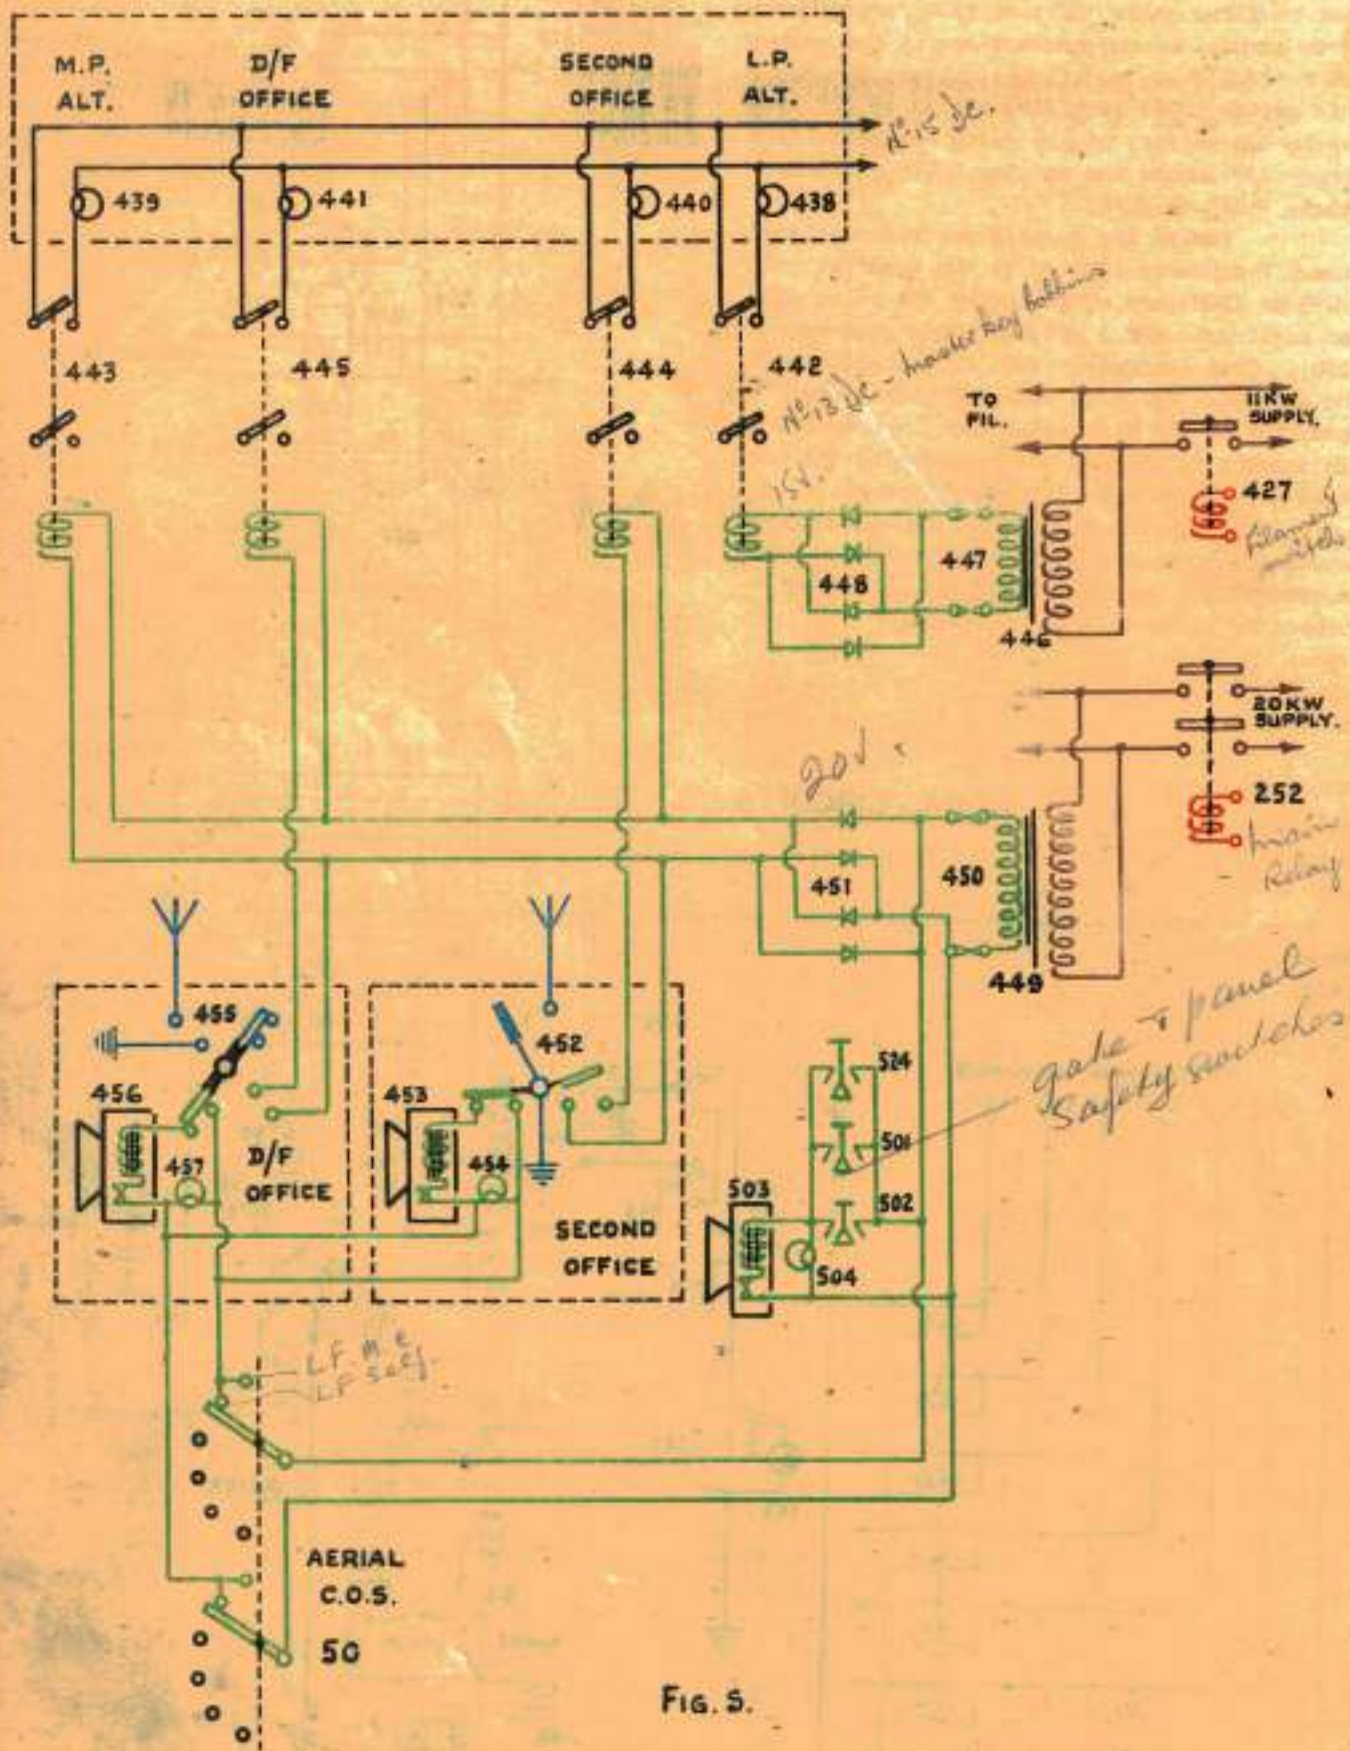 M.P. ALT.
D/F OFFICE
SECOND OFFICE
L.P. ALT.
Nº 15 DC.
439
441
440
438
443
445
444
442
Nº 13 DC - master key bobbins
15V.
TO FIL.
11KW SUPPLY.
427
Filament
448
447
446
20V.
20KW SUPPLY.
252
main Relay
451
450
449
455
452
gate & panel
safety switches
456
457
D/F OFFICE
453
454
SECOND OFFICE
524
501
502
503
504
L.F. M.C.
LF
AERIAL C.O.S.
50
FIG. 5.